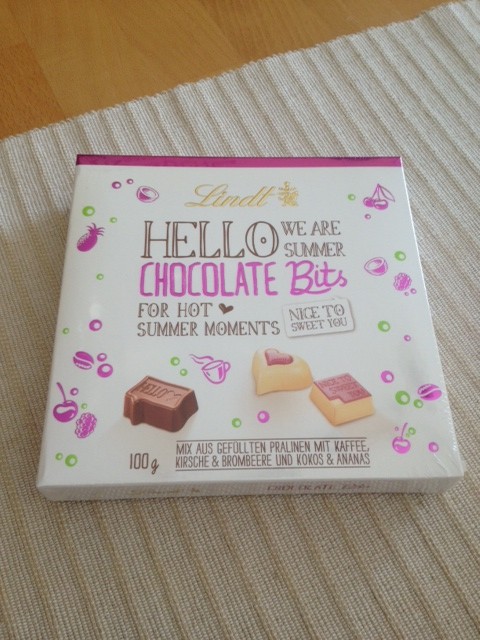 Lindt
HELLO WE ARE
SUMMER
CHOCOLATE Bits
FOR HOT
SUMMER MOMENTS
NICE TO
SWEET YOU
HELLO
100g
MIX AUS GEFÜLLTEN PRALINEN MIT KAFFEE,
KIRSCHE & BROMBEERE UND KOKOS & ANANAS
CHOCOLATE Bits